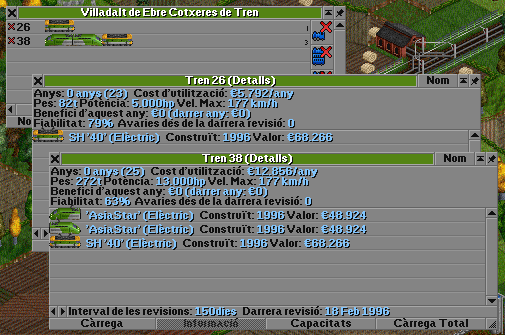 Villadalt de Ebre Cotxeres de Tren
26
38
Tren 26 (Detalls)
Nom
Anys: 0 anys (23) Cost d'utilització: €5.792/any
Pes: 82t Potència: 5.000hp Vel. Max: 177 km/h
Benefici d'aquest any: €0 (darrer any: €0)
Fiabilitat: 79% Avaries dés de la darrera revisió: 0
No
SH '40' (Elèctric) Construït: 1996 Valor: €68.266
Tren 38 (Detalls)
Nom
Anys: 0 anys (25) Cost d'utilització: €12.856/any
Pes: 272t Potència: 13.000hp Vel. Max: 177 km/h
Benefici d'aquest any: €0 (darrer any: €0)
Fiabilitat: 63% Avaries dés de la darrera revisió: 0
'AsiaStar' (Elèctric) Construït: 1996 Valor: €48.924
'AsiaStar' (Elèctric) Construït: 1996 Valor: €48.924
SH '40' (Elèctric) Construït: 1996 Valor: €68.266
Interval de les revisions: 150dies Darrera revisió: 18 Feb 1996
Càrrega Informació Capacitats Càrrega Total